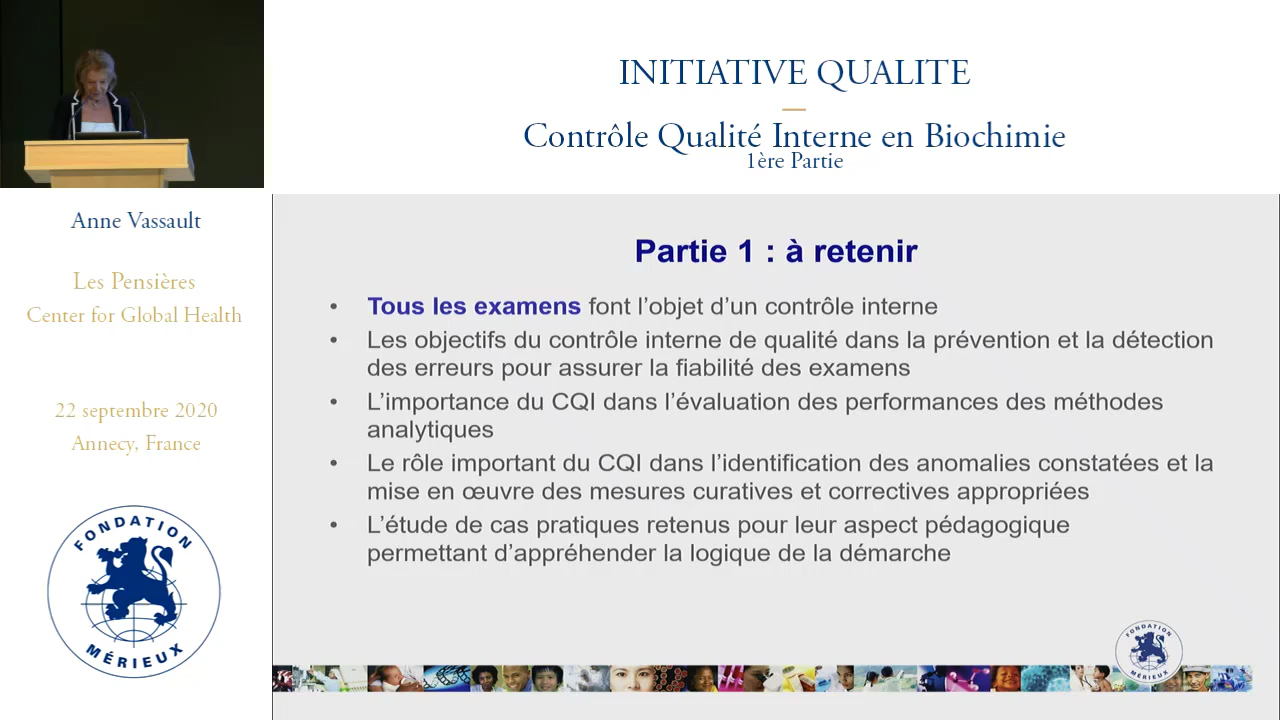 INITIATIVE QUALITE
Contrôle Qualité Interne en Biochimie
1ère Partie
Anne Vassault
Les Pensières
Center for Global Health
22 septembre 2020
Annecy, France
FONDATION
MÉRIEUX
Partie 1 : à retenir
• Tous les examens font l’objet d’un contrôle interne
• Les objectifs du contrôle interne de qualité dans la prévention et la détection
des erreurs pour assurer la fiabilité des examens
• L’importance du CQI dans l’évaluation des performances des méthodes
analytiques
• Le rôle important du CQI dans l’identification des anomalies constatées et la
mise en œuvre des mesures curatives et correctives appropriées
• L’étude de cas pratiques retenus pour leur aspect pédagogique
permettant d’appréhender la logique de la démarche
FONDATION
MÉRIEUX